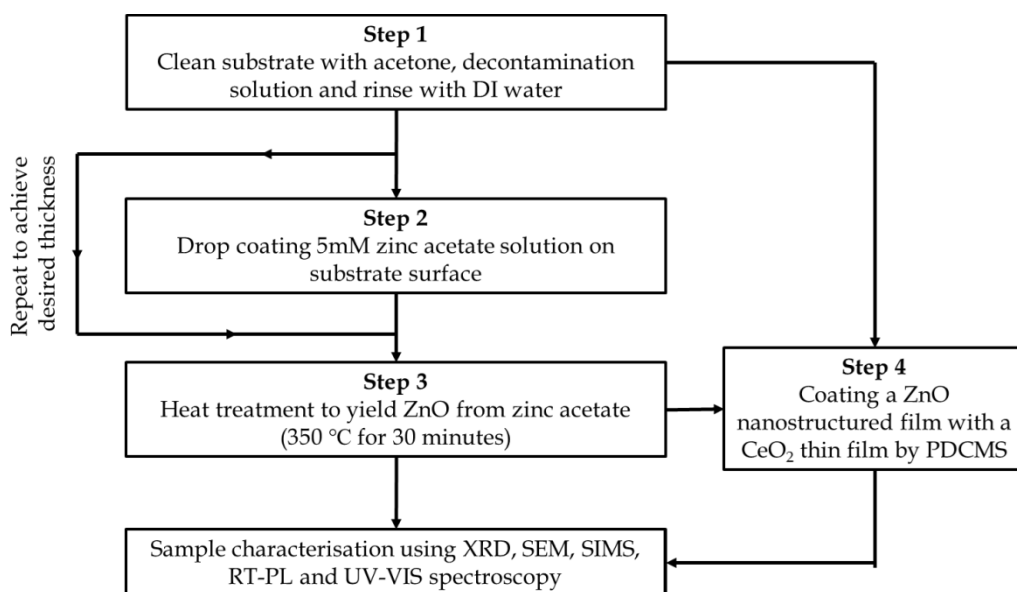 Step 1
Clean substrate with acetone, decontamination
solution and rinse with DI water
Repeat to achieve
desired thickness
Step 2
Drop coating 5mM zinc acetate solution on
substrate surface
Step 3
Heat treatment to yield ZnO from zinc acetate
(350 °C for 30 minutes)
Step 4
Coating a ZnO
nanostructured film with a
CeO₂ thin film by PDCMS
Sample characterisation using XRD, SEM, SIMS,
RT-PL and UV-VIS spectroscopy